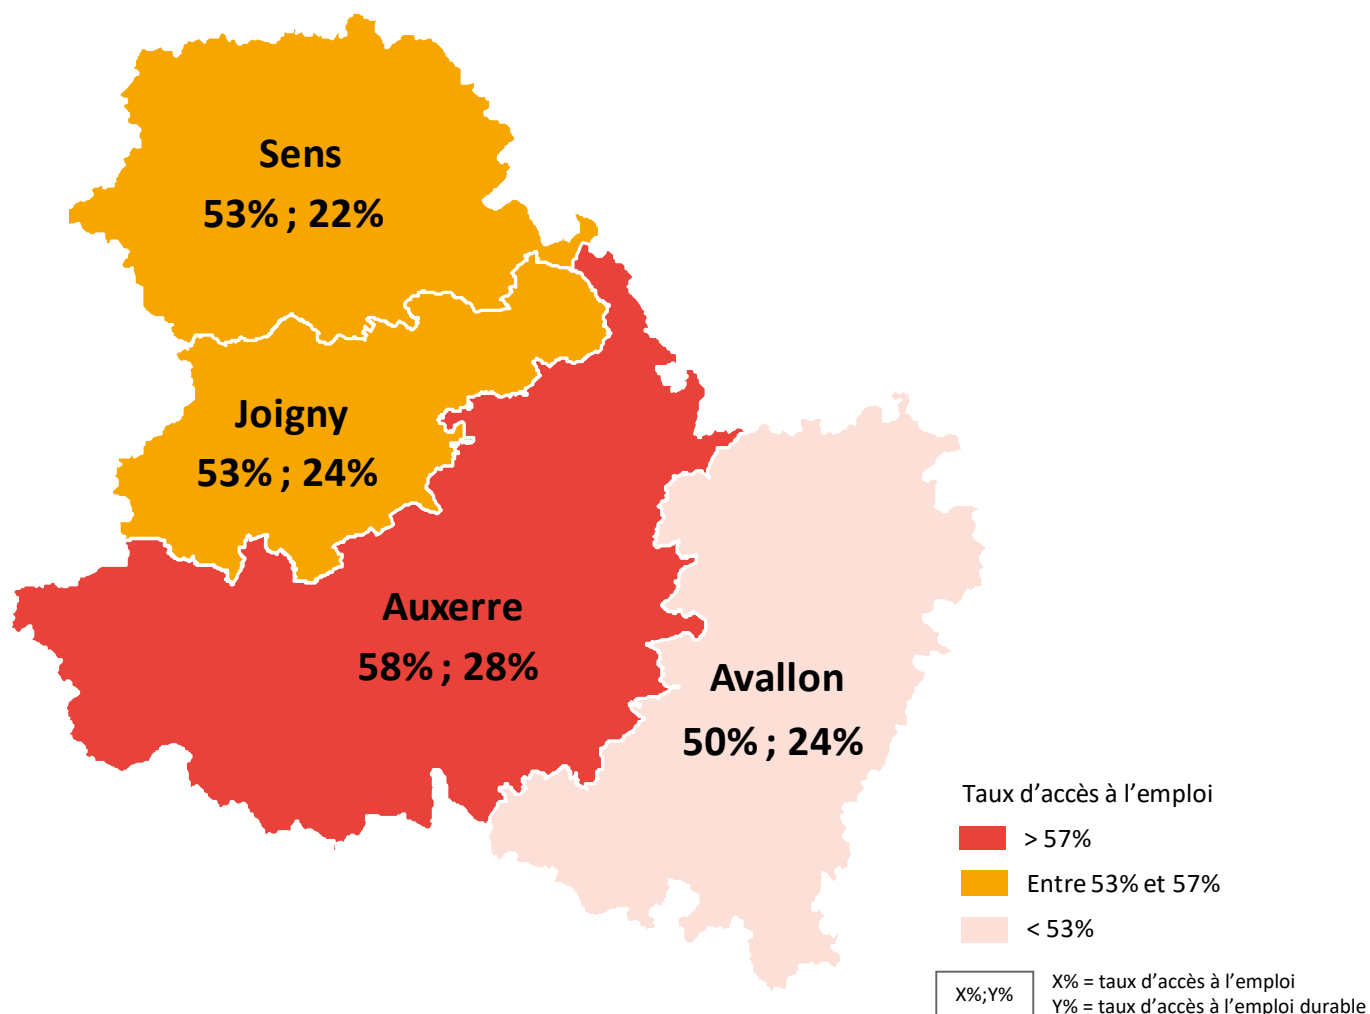 Sens
53% ; 22%
Joigny
53% ; 24%
Auxerre
58% ; 28%
Avallon
50% ; 24%
Taux d’accès à l’emploi
> 57%
Entre 53% et 57%
< 53%
X%;Y%
X% = taux d’accès à l’emploi
Y% = taux d’accès à l’emploi durable